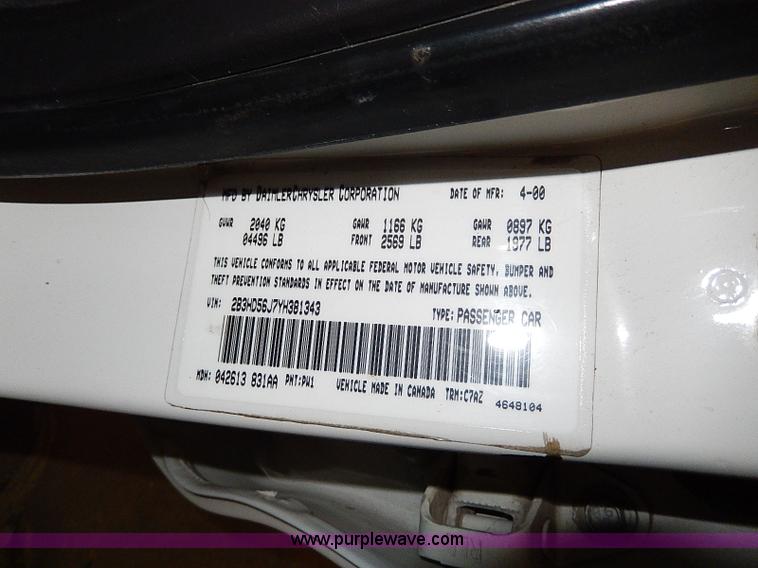 MFD BY DAIMLERCHRYSLER CORPORATION DATE OF MFR: 4-00
GVWR 2040 KG GAWR 1166 KG GAWR 0897 KG
04496 LB FRONT 2569 LB REAR 1977 LB
THIS VEHICLE CONFORMS TO ALL APPLICABLE FEDERAL MOTOR VEHICLE SAFETY, BUMPER AND
THEFT PREVENTION STANDARDS IN EFFECT ON THE DATE OF MANUFACTURE SHOWN ABOVE.
VIN: 2B3HD56J7YH381343 TYPE: PASSENGER CAR
MDH: 042613 831AA PNT:PW1 VEHICLE MADE IN CANADA TRM:C7AZ
4648104
www.purplewave.com